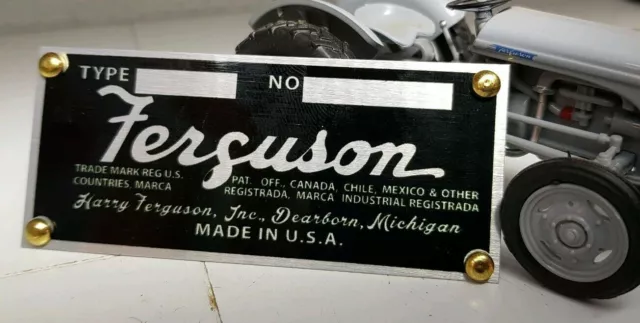 TYPE NO
Ferguson
TRADE MARK REG U.S. PAT. OFF., CANADA, CHILE, MEXICO & OTHER
COUNTRIES, MARCA REGISTRADA, MARCA INDUSTRIAL REGISTRADA
Harry Ferguson, Inc., Dearborn, Michigan
MADE IN U.S.A.